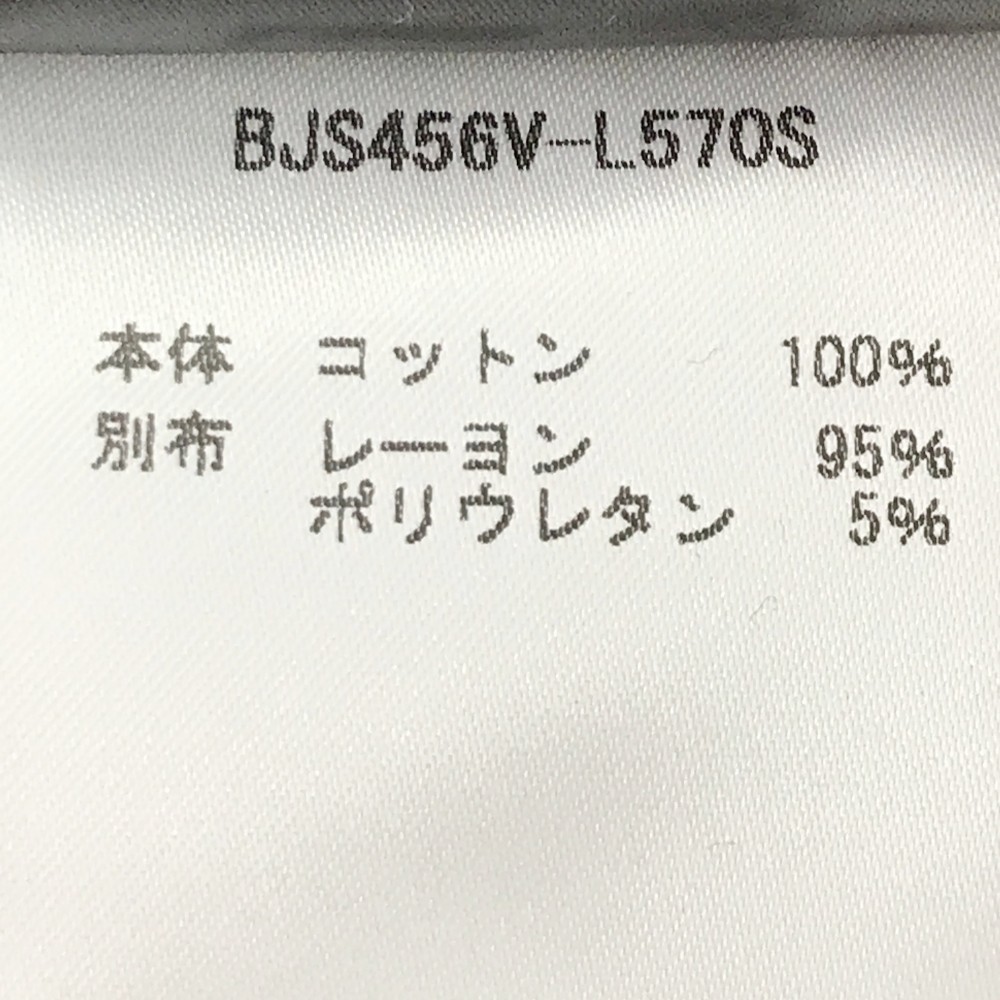 BJS456V-L570S
本体 コットン 100%
別布 レーヨン 95%
ポリウレタン 5%